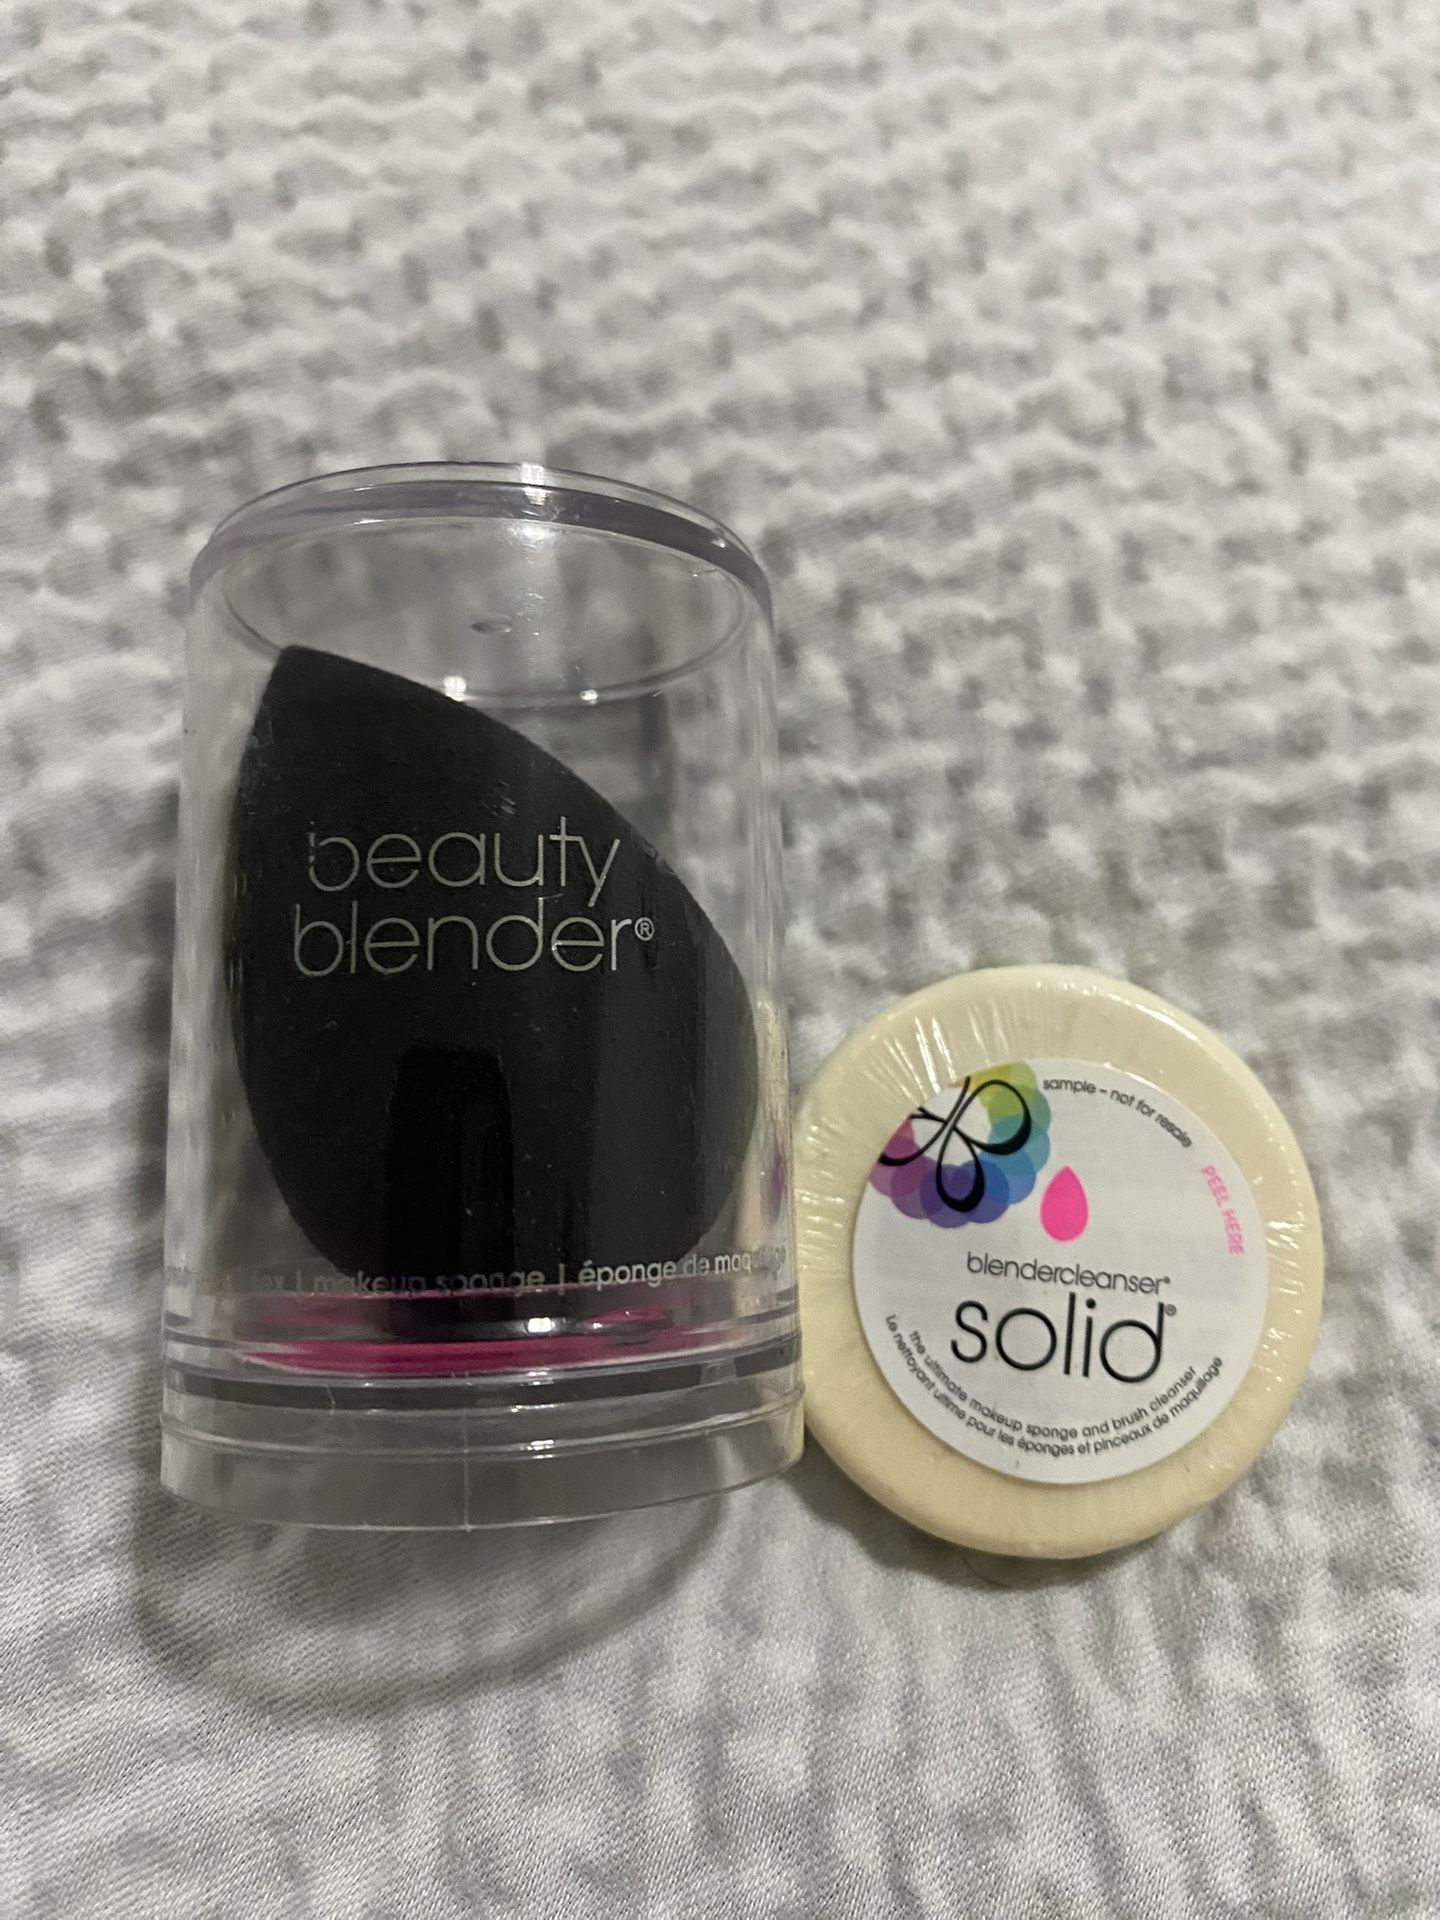 beauty
blender®
makeup sponge | éponge de
sample – not for resale
PEEL HERE
blendercleanser®
solid®
the ultimate makeup sponge and brush cleanser
Le nettoyant ultime pour les éponges et pinceaux de maquillage